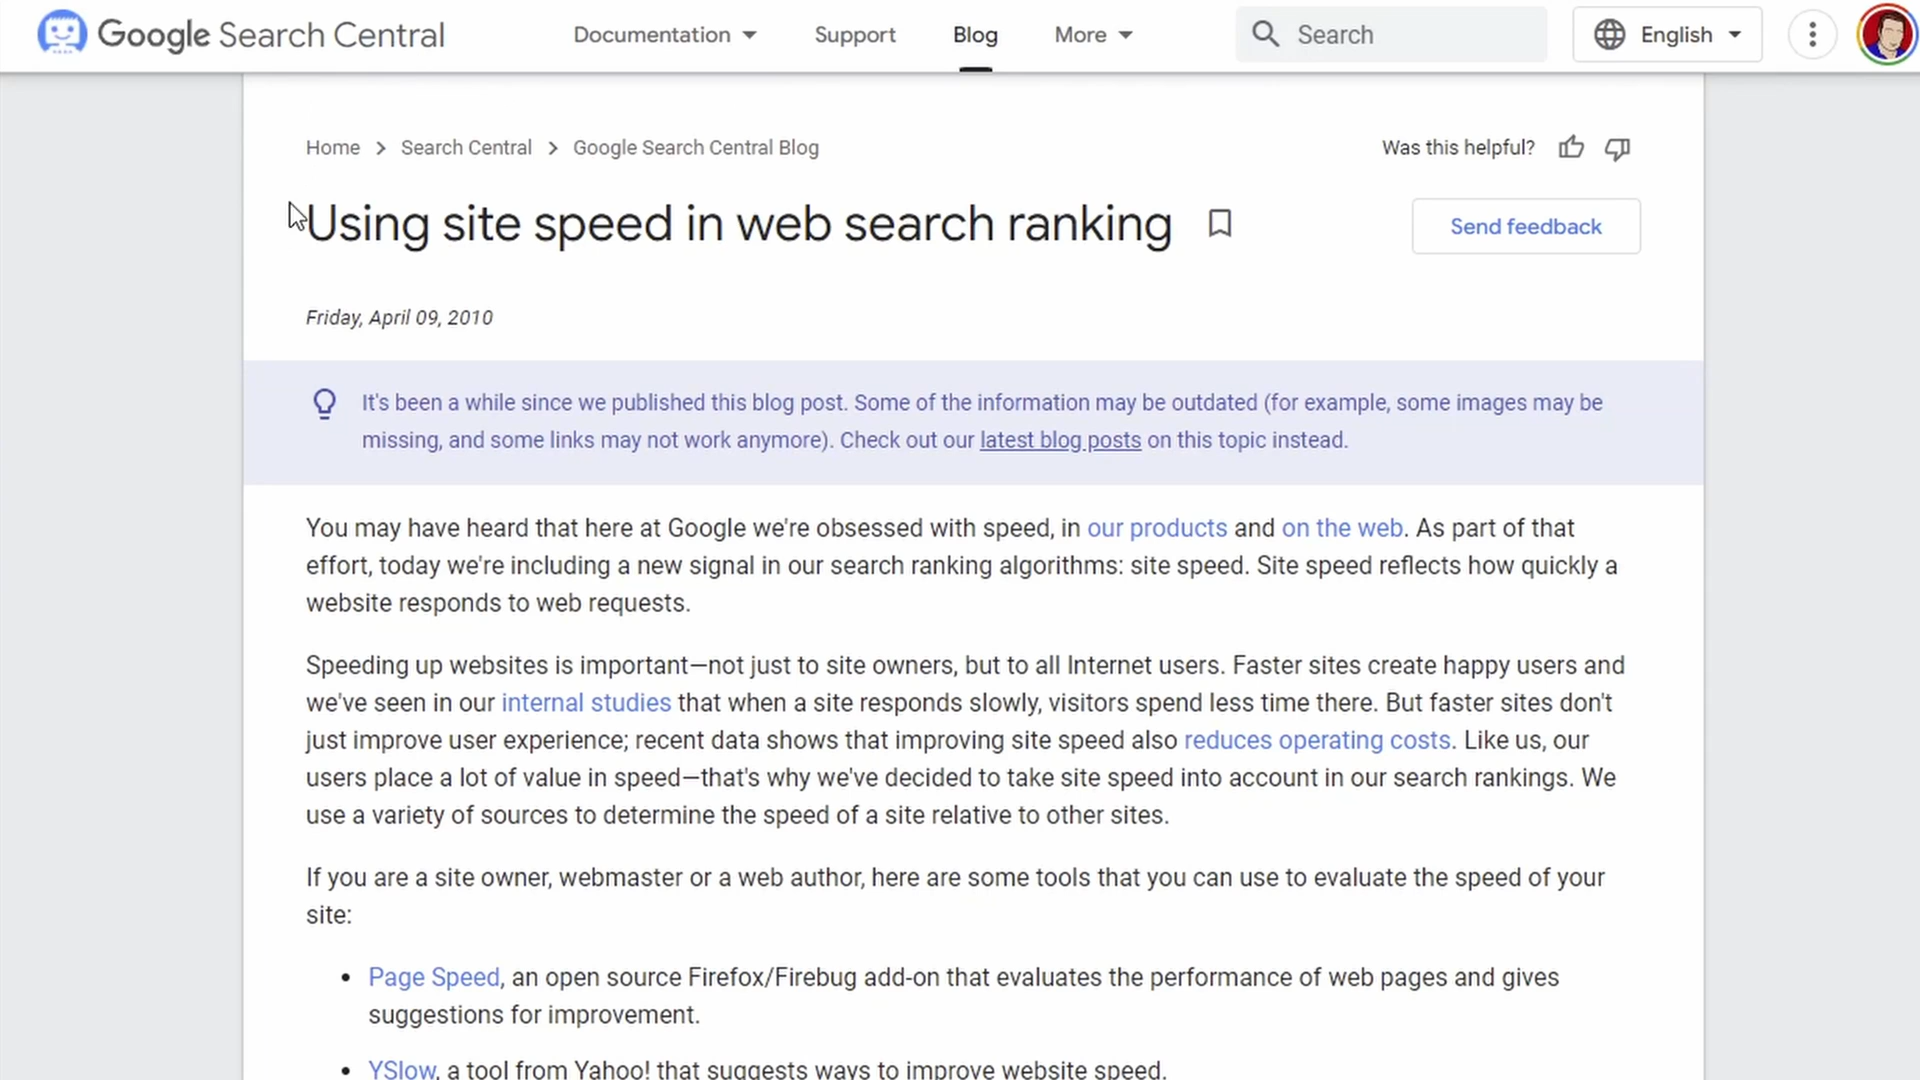 Google Search Central
Documentation
Support
Blog
More
Search
English
Home > Search Central > Google Search Central Blog
Was this helpful?
Using site speed in web search ranking
Send feedback
Friday, April 09, 2010
It's been a while since we published this blog post. Some of the information may be outdated (for example, some images may be
missing, and some links may not work anymore). Check out our latest blog posts on this topic instead.
You may have heard that here at Google we're obsessed with speed, in our products and on the web. As part of that
effort, today we're including a new signal in our search ranking algorithms: site speed. Site speed reflects how quickly a
website responds to web requests.
Speeding up websites is important—not just to site owners, but to all Internet users. Faster sites create happy users and
we've seen in our internal studies that when a site responds slowly, visitors spend less time there. But faster sites don't
just improve user experience; recent data shows that improving site speed also reduces operating costs. Like us, our
users place a lot of value in speed—that's why we've decided to take site speed into account in our search rankings. We
use a variety of sources to determine the speed of a site relative to other sites.
If you are a site owner, webmaster or a web author, here are some tools that you can use to evaluate the speed of your
site:
• Page Speed, an open source Firefox/Firebug add-on that evaluates the performance of web pages and gives
suggestions for improvement.
• YSlow, a tool from Yahoo! that suggests ways to improve website speed.